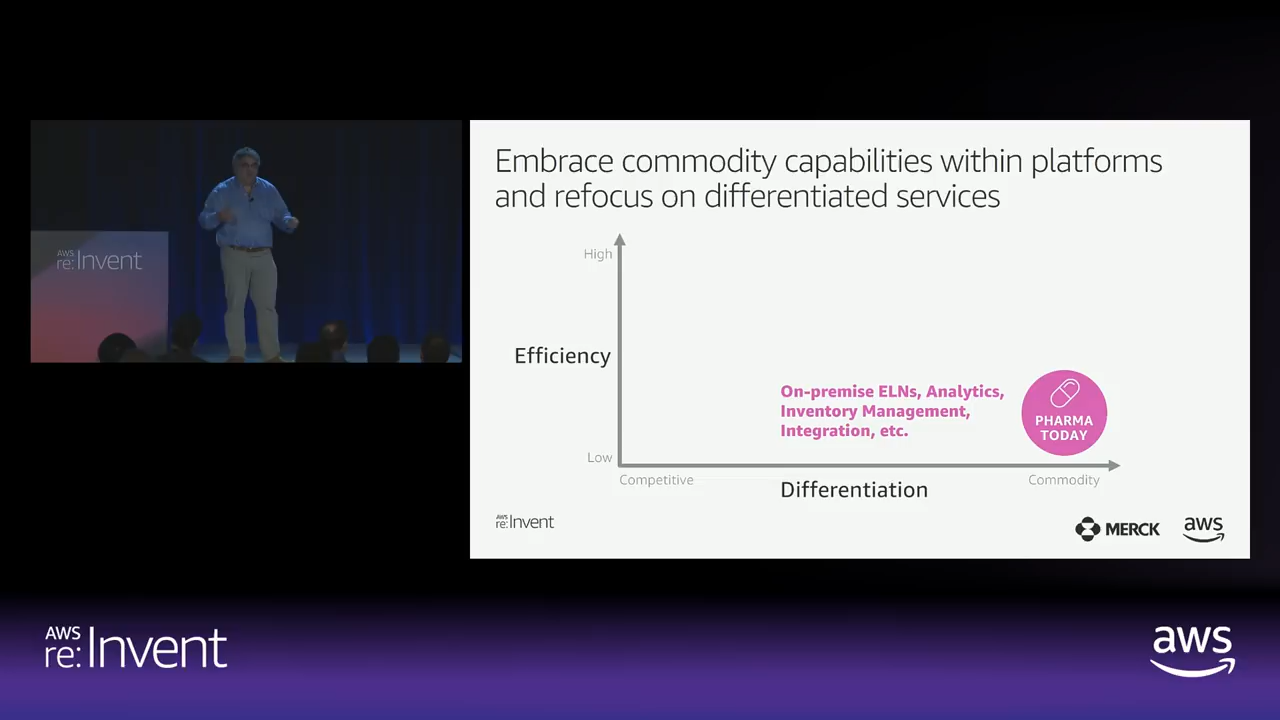 AWS
re:Invent
Embrace commodity capabilities within platforms
and refocus on differentiated services
High
Efficiency
On-premise ELNs, Analytics,
Inventory Management,
Integration, etc.
PHARMA
TODAY
Low
Competitive
Differentiation
Commodity
AWS
re:Invent
MERCK
aws
AWS
re:Invent
aws